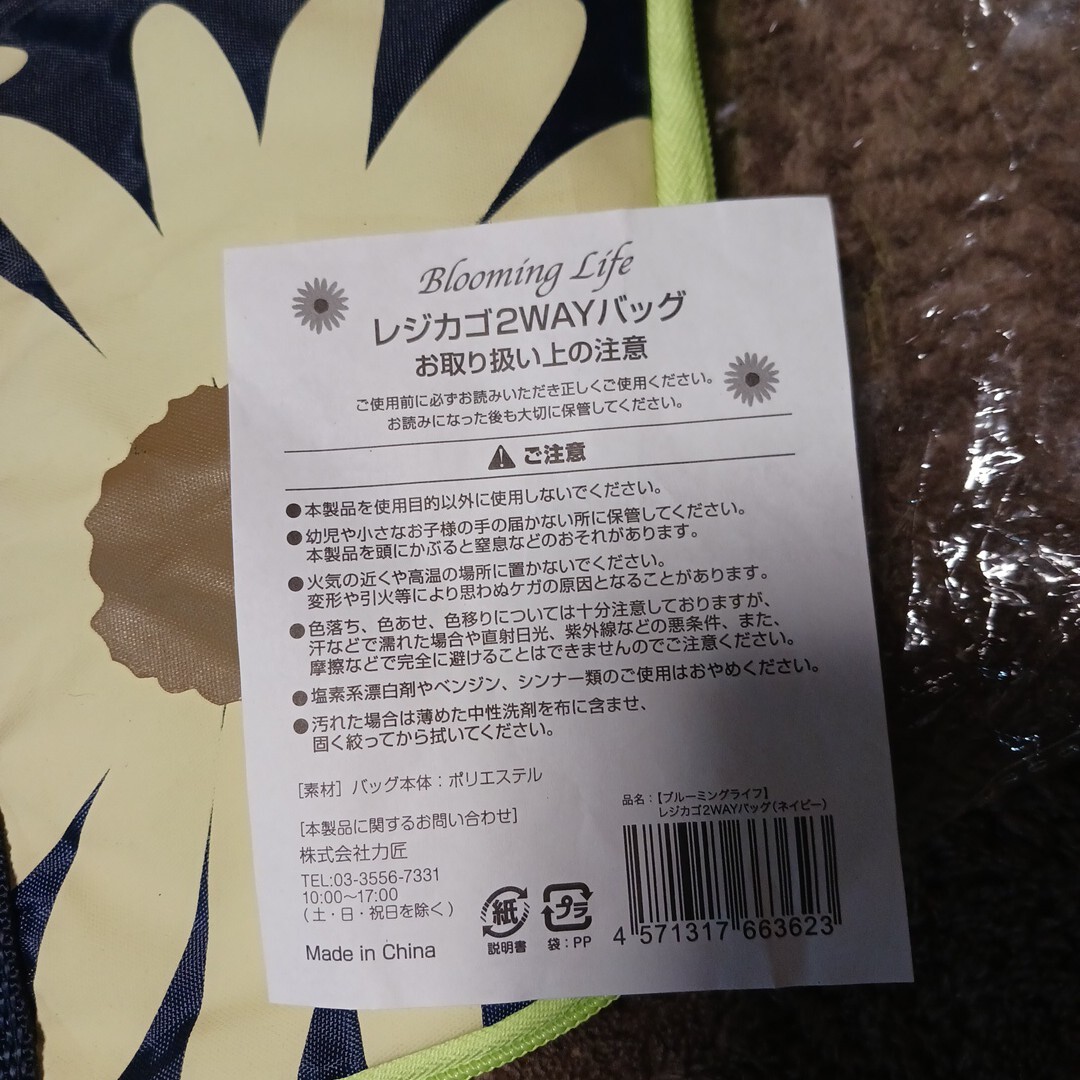 Blooming Life
レジカゴ2WAYバッグ
お取り扱い上の注意
ご使用前に必ずお読みいただき正しくご使用ください。
お読みになった後も大切に保管してください。
ご注意
●本製品を使用目的以外に使用しないでください。
●幼児や小さなお子様の手の届かない所に保管してください。
本製品を頭にかぶると窒息などのおそれがあります。
●火気の近くや高温の場所に置かないでください。
変形や引火等により思わぬケガの原因となることがあります。
●色落ち、色あせ、色移りについては十分注意しておりますが、
汗などで濡れた場合や直射日光、紫外線などの悪条件、また、
摩擦などで完全に避けることはできませんのでご注意ください。
●塩素系漂白剤やベンジン、シンナー類のご使用はおやめください。
●汚れた場合は薄めた中性洗剤を布に含ませ、
固く絞ってから拭いてください。
[素材] バッグ本体：ポリエステル
[本製品に関するお問い合わせ]
株式会社力匠
TEL:03-3556-7331
10:00〜17:00
(土・日・祝日を除く)
Made in China
紙
説明書
プラ
袋：PP
品名：【ブルーミングライフ】
レジカゴ2WAYバッグ(ネイビー)
4 571317 663623